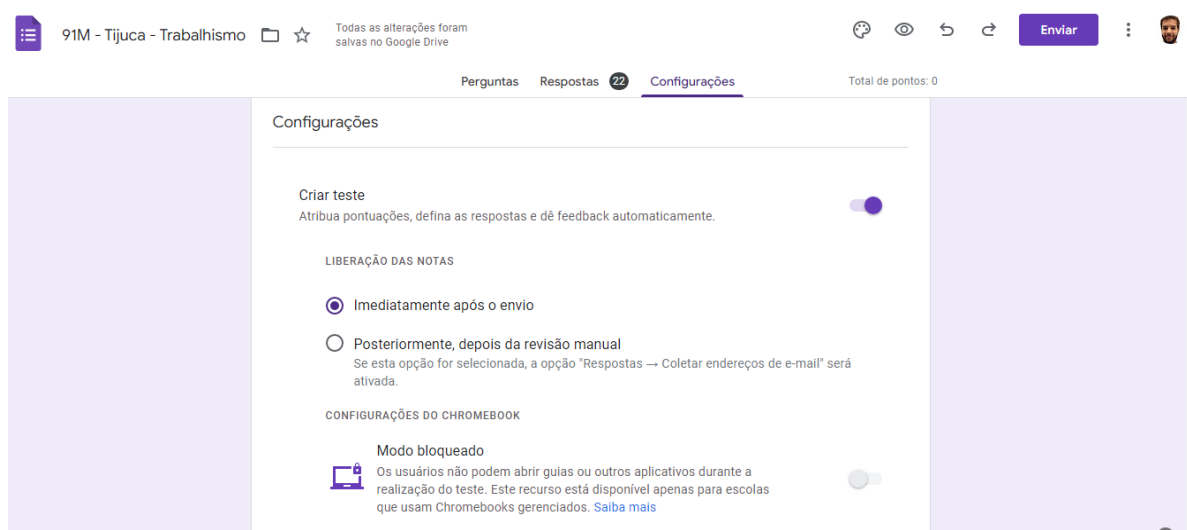 91M - Tijuca - Trabalhismo
Todas as alterações foram
salvas no Google Drive
Enviar
Perguntas Respostas 22 Configurações Total de pontos: 0
Configurações
Criar teste
Atribua pontuações, defina as respostas e dê feedback automaticamente.
LIBERAÇÃO DAS NOTAS
Imediatamente após o envio
Posteriormente, depois da revisão manual
Se esta opção for selecionada, a opção "Respostas → Coletar endereços de e-mail" será
ativada.
CONFIGURAÇÕES DO CHROMEBOOK
Modo bloqueado
Os usuários não podem abrir guias ou outros aplicativos durante a
realização do teste. Este recurso está disponível apenas para escolas
que usam Chromebooks gerenciados. Saiba mais